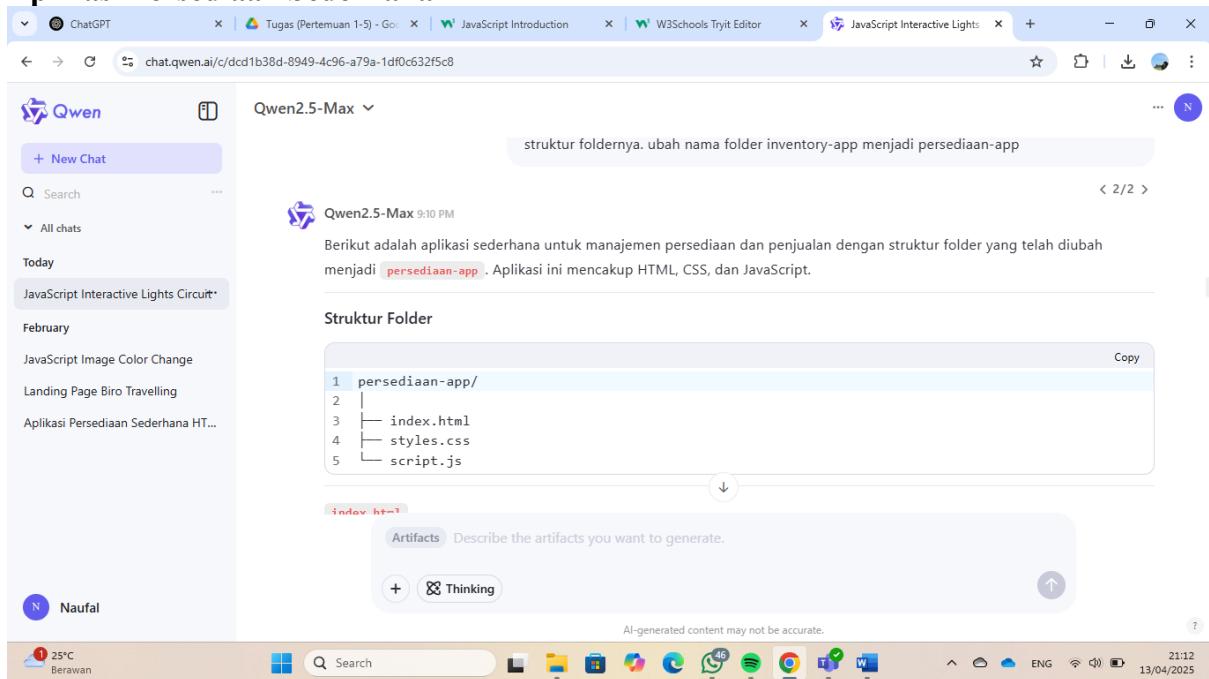 ChatGPT
Tugas (Pertemuan 1-5) - Goo
JavaScript Introduction
W3Schools Tryit Editor
JavaScript Interactive Lights
chat.qwen.ai/c/dcd1b38d-8949-4c96-a79a-1df0c632f5c8
Qwen
Qwen2.5-Max
N
+ New Chat
Search
All chats
Today
JavaScript Interactive Lights Circuit
February
JavaScript Image Color Change
Landing Page Biro Travelling
Aplikasi Persediaan Sederhana HT...
N Naufal
struktur foldernya. ubah nama folder inventory-app menjadi persediaan-app
< 2/2 >
Qwen2.5-Max 9:10 PM
Berikut adalah aplikasi sederhana untuk manajemen persediaan dan penjualan dengan struktur folder yang telah diubah
menjadi persediaan-app . Aplikasi ini mencakup HTML, CSS, dan JavaScript.
Struktur Folder
Copy
1 persediaan-app/
2 │
3 ├── index.html
4 ├── styles.css
5 └── script.js
index.html
Artifacts Describe the artifacts you want to generate.
+ Thinking
AI-generated content may not be accurate.
?
1
25°C
Berawan
Search
46
ENG
21:12
13/04/2025